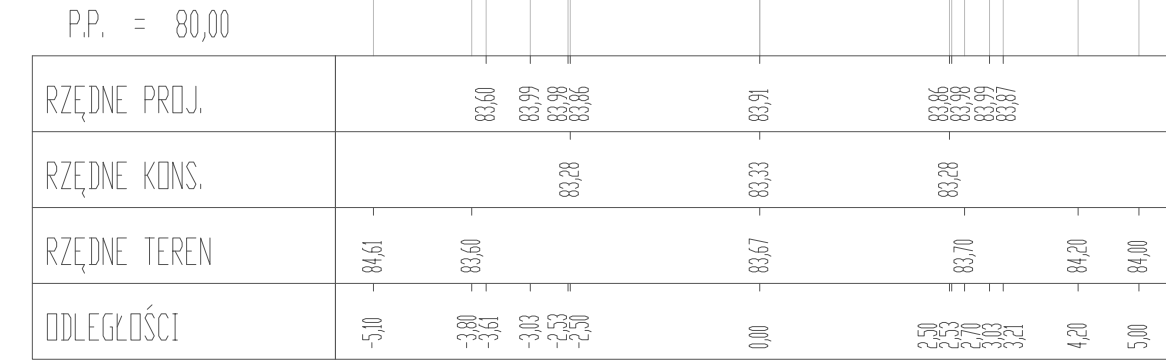 P.P. = 80,00
RZĘDNE PROJ. 83,60 83,99 83,98 83,86 83,91 83,86 83,98 83,98 83,99 83,87
RZĘDNE KONS. 83,28 83,33 83,28
RZĘDNE TEREN 84,61 83,60 83,67 83,70 84,20 84,00
ODLEGŁOŚCI -5,10 -3,80 -3,61 -3,03 -2,53 -2,50 0,00 2,50 2,53 2,70 3,03 3,21 4,20 5,00